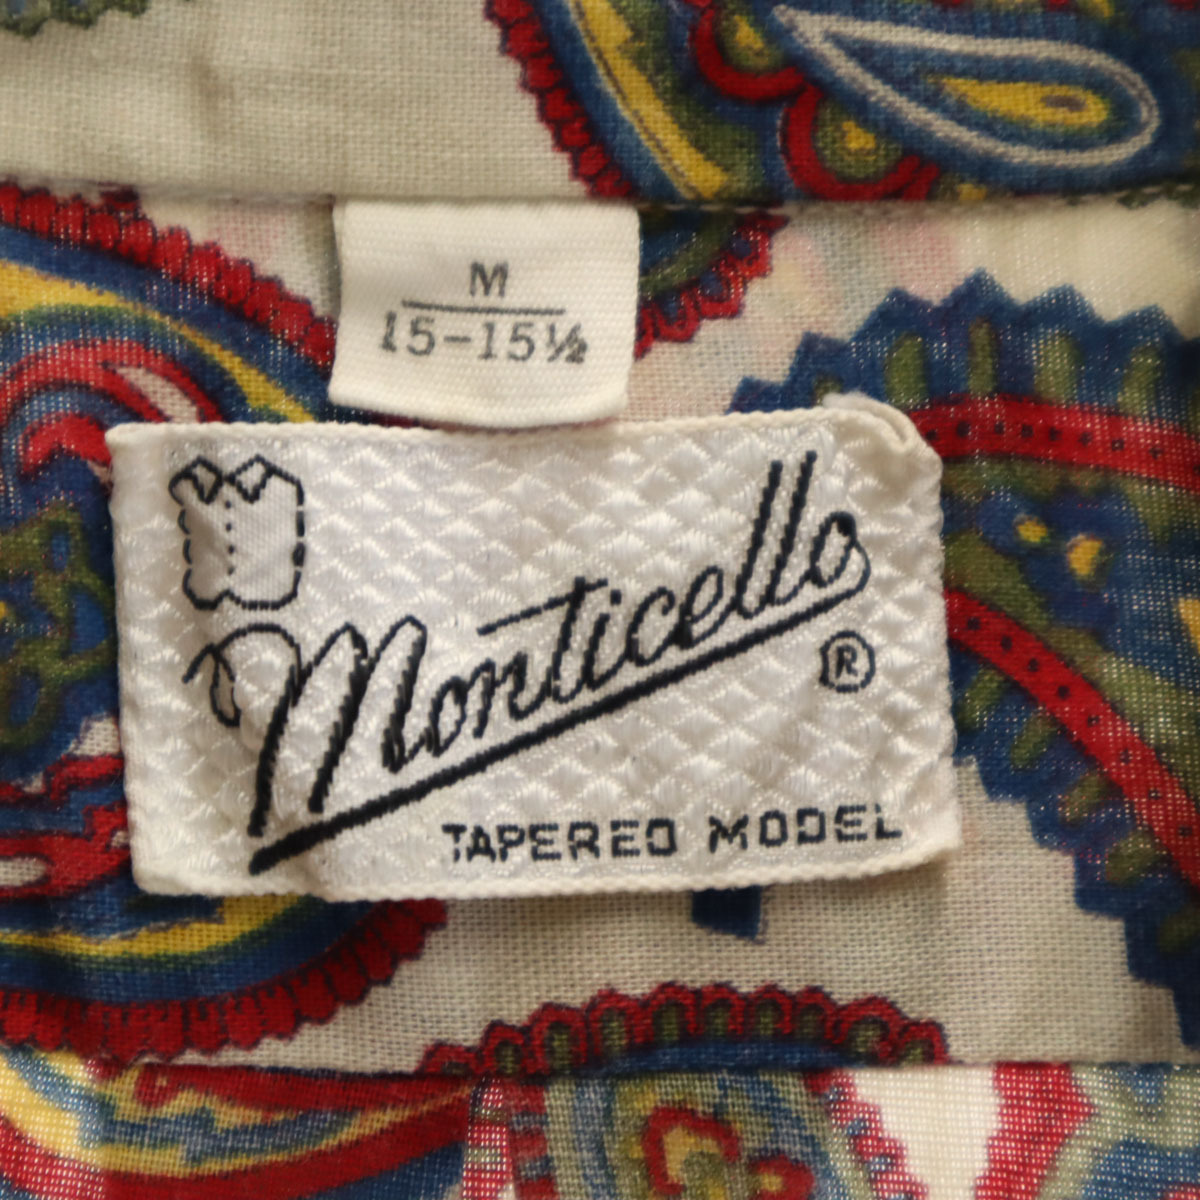 M
15-15½
Monticello
®
TAPERED MODEL